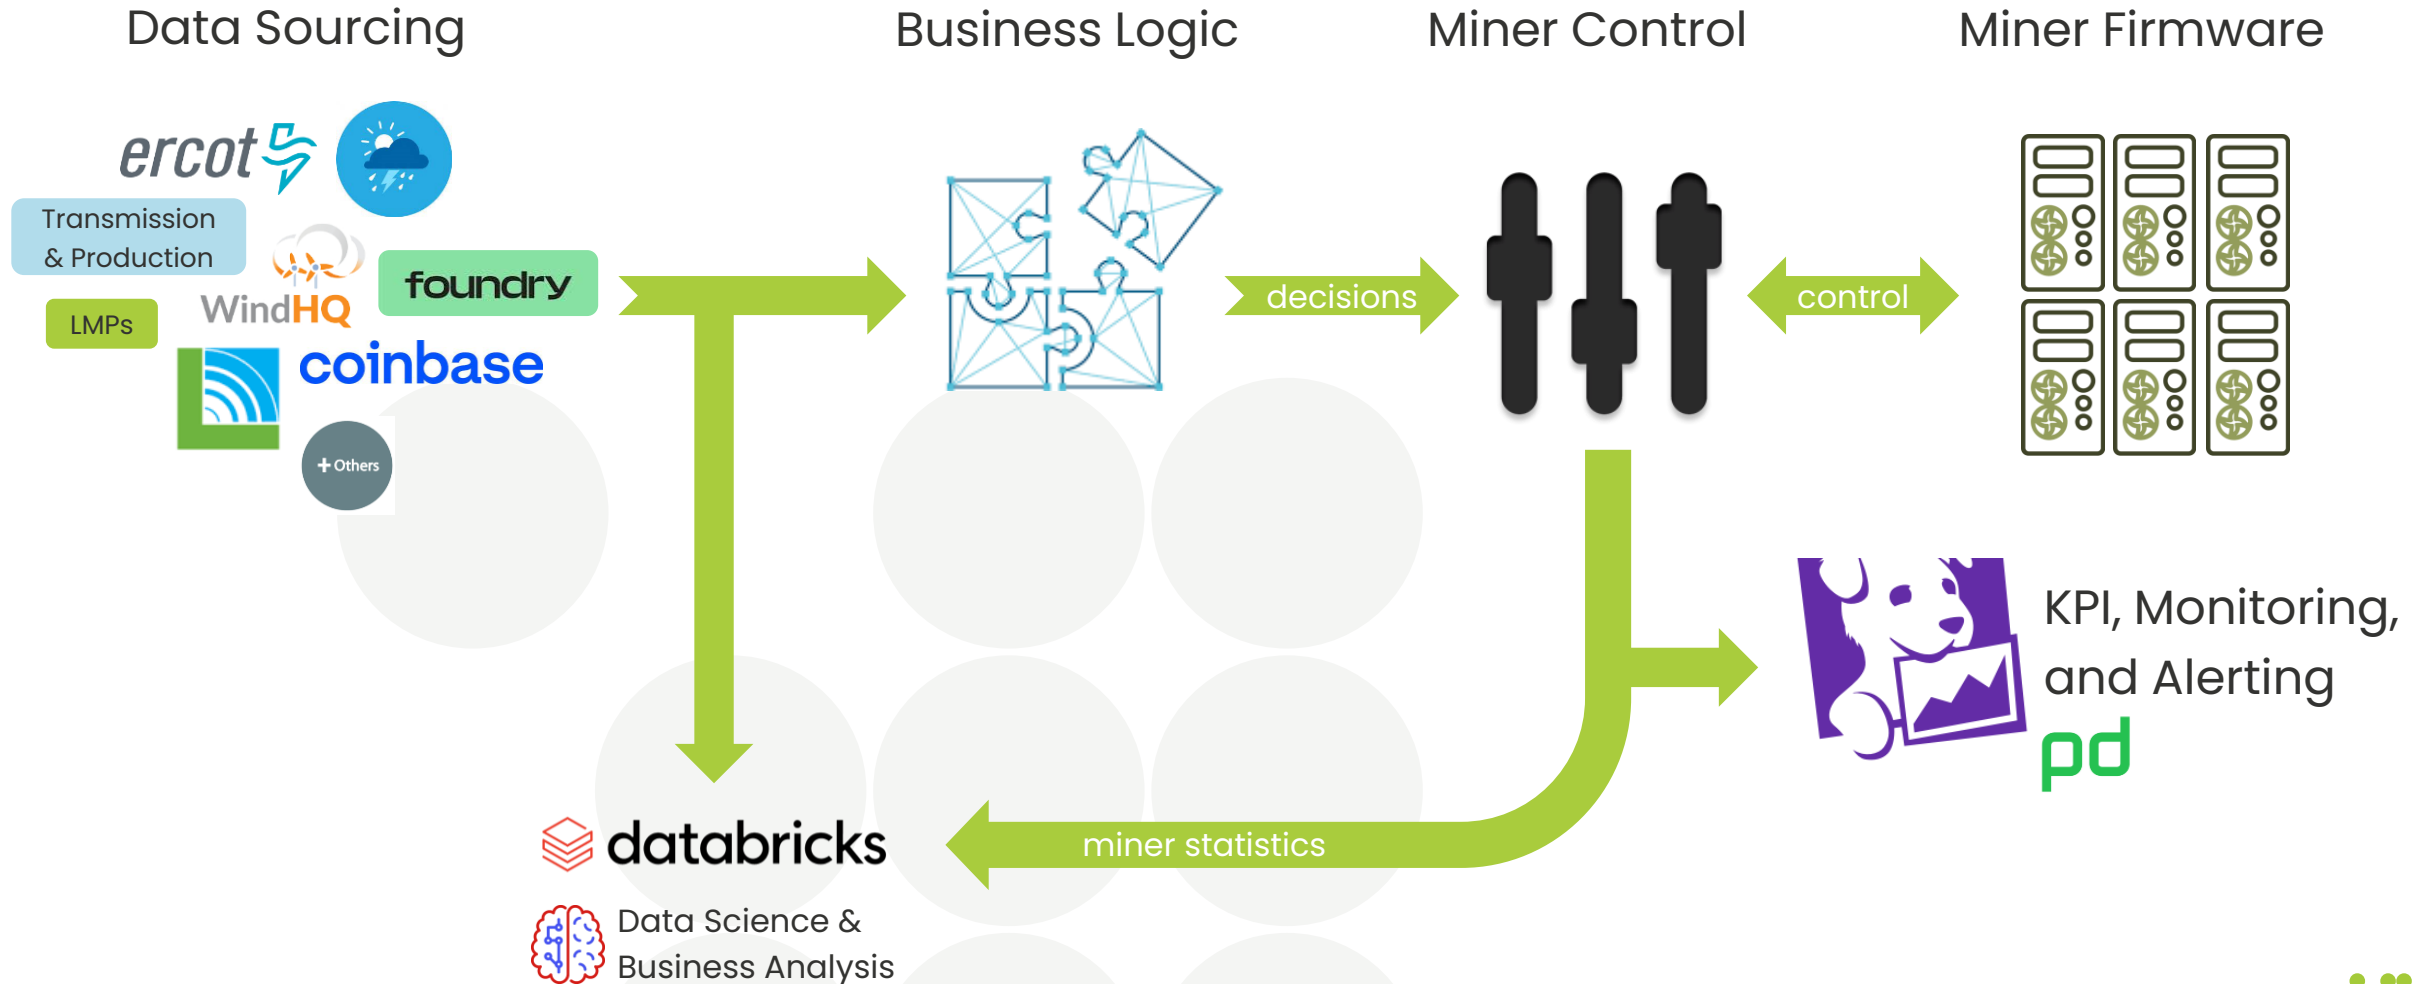 Data Sourcing
Business Logic
Miner Control
Miner Firmware
ercot
Transmission
& Production
WindHQ
foundry
LMPs
coinbase
+ Others
decisions
control
KPI, Monitoring,
and Alerting
pd
databricks
miner statistics
Data Science &
Business Analysis